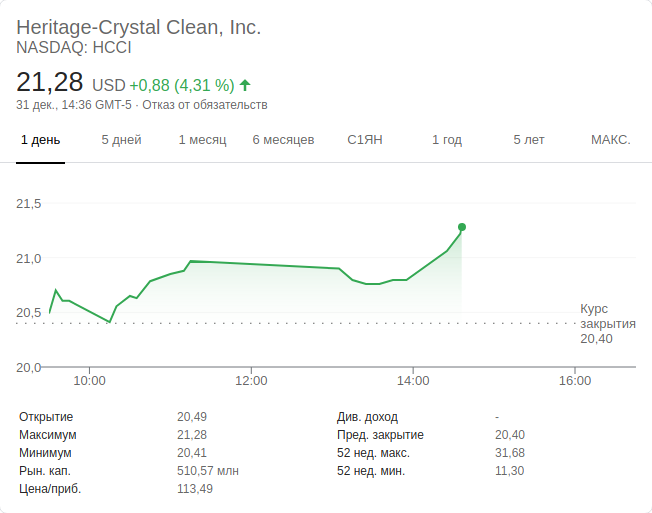 Heritage-Crystal Clean, Inc.
NASDAQ: HCCI
21,28 USD +0,88 (4,31 %)
31 дек., 14:36 GMT-5 · Отказ от обязательств
1 день 5 дней 1 месяц 6 месяцев С1ЯН 1 год 5 лет МАКС.
21,5
21,0
20,5
20,0
Курс
закрытия
20,40
10:00 12:00 14:00 16:00
Открытие 20,49 Див. доход -
Максимум 21,28 Пред. закрытие 20,40
Минимум 20,41 52 нед. макс. 31,68
Рын. кап. 510,57 млн 52 нед. мин. 11,30
Цена/приб. 113,49